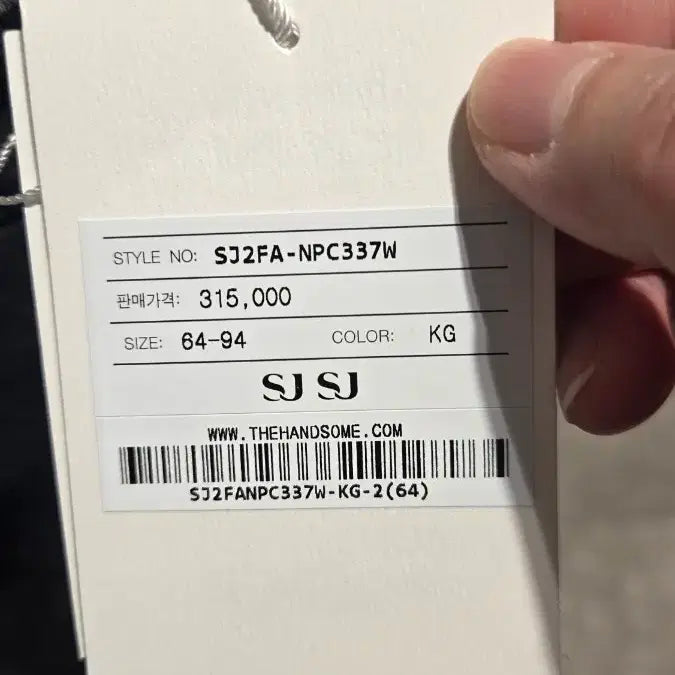 STYLE NO: SJ2FA-NPC337W
판매가격: 315,000
SIZE: 64-94 COLOR: KG
SJ SJ
WWW.THEHANDSOME.COM
SJ2FANPC337W-KG-2(64)